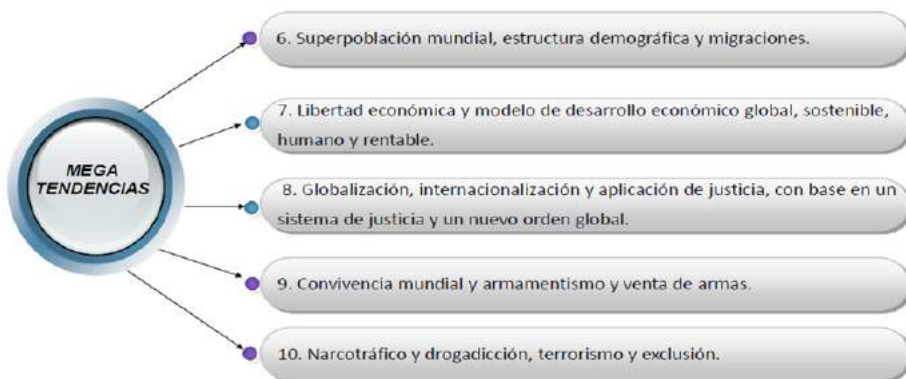 MEGA
TENDENCIAS
6. Superpoblación mundial, estructura demográfica y migraciones.
7. Libertad económica y modelo de desarrollo económico global, sostenible,
humano y rentable.
8. Globalización, internacionalización y aplicación de justicia, con base en un
sistema de justicia y un nuevo orden global.
9. Convivencia mundial y armamentismo y venta de armas.
10. Narcotráfico y drogadicción, terrorismo y exclusión.